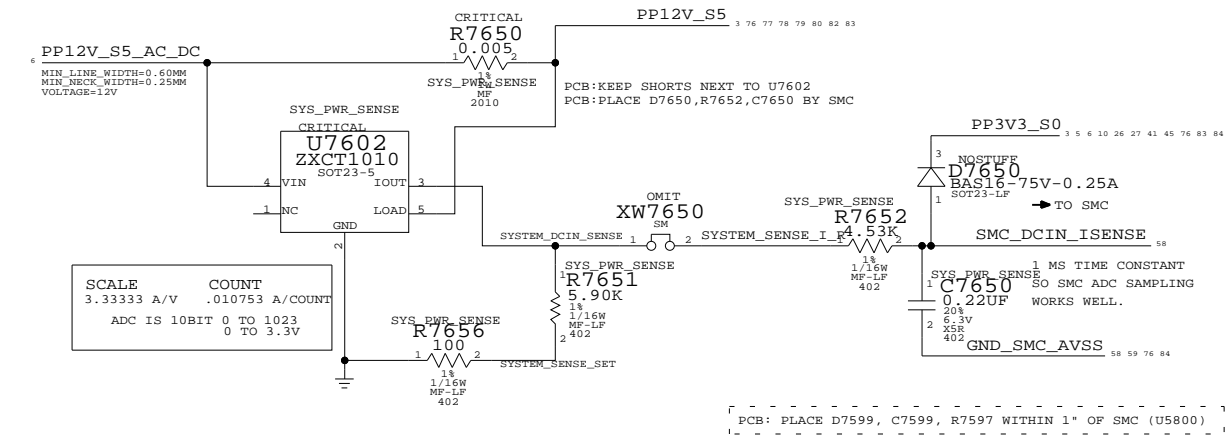 PP12V_S5 3 76 77 78 79 80 82 83
CRITICAL
R7650
0.005
1 2
1%
1W
MF
2010
SYS_PWR_SENSE
6 PP12V_S5_AC_DC
MIN_LINE_WIDTH=0.60MM
MIN_NECK_WIDTH=0.25MM
VOLTAGE=12V
PCB:KEEP SHORTS NEXT TO U7602
PCB:PLACE D7650,R7652,C7650 BY SMC
SYS_PWR_SENSE
CRITICAL
U7602
ZXCT1010
SOT23-5
4 VIN IOUT 3
1 NC LOAD 5
GND
2
PP3V3_S0 3 5 6 10 26 27 41 45 76 83 84
3
NOSTUFF
D7650
BAS16-75V-0.25A
SOT23-LF
1
TO SMC
OMIT
XW7650
SM
1 2
SYSTEM_DCIN_SENSE
SYSTEM_SENSE_I_R
SYS_PWR_SENSE
R7652
4.53K
1 2
1%
1/16W
MF-LF
402
SMC_DCIN_ISENSE 58
1 MS TIME CONSTANT
SO SMC ADC SAMPLING
WORKS WELL.
SYS_PWR_SENSE
C7650
0.22UF
1
20%
6.3V
2
X5R
402
GND_SMC_AVSS 58 59 76 84
SYS_PWR_SENSE
1
R7651
5.90K
1%
1/16W
MF-LF
2
402
SCALE COUNT
3.33333 A/V .010753 A/COUNT
ADC IS 10BIT 0 TO 1023
0 TO 3.3V
SYS_PWR_SENSE
R7656
100
1 2
1%
1/16W
MF-LF
402
SYSTEM_SENSE_SET
PCB: PLACE D7599, C7599, R7597 WITHIN 1" OF SMC (U5800)